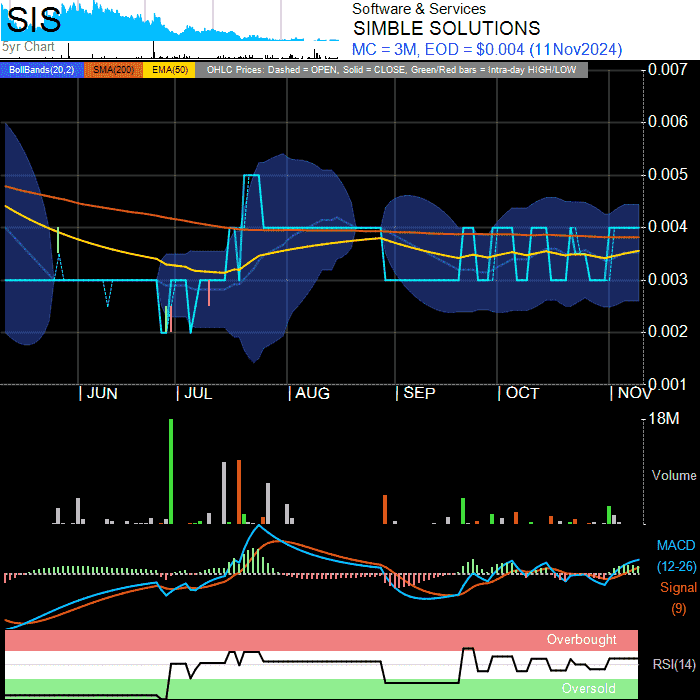 SIS
5yr Chart
Software & Services
SIMBLE SOLUTIONS
MC = 3M, EOD = $0.004 (11Nov2024)
BollBands(20,2) SMA(200) EMA(50) OHLC Prices: Dashed = OPEN, Solid = CLOSE, Green/Red bars = Intra-day HIGH/LOW
0.007
0.006
0.005
0.004
0.003
0.002
0.001
| JUN | JUL | AUG | SEP | OCT | NOV
18M
Volume
MACD
(12-26)
Signal
(9)
Overbought
RSI(14)
Oversold